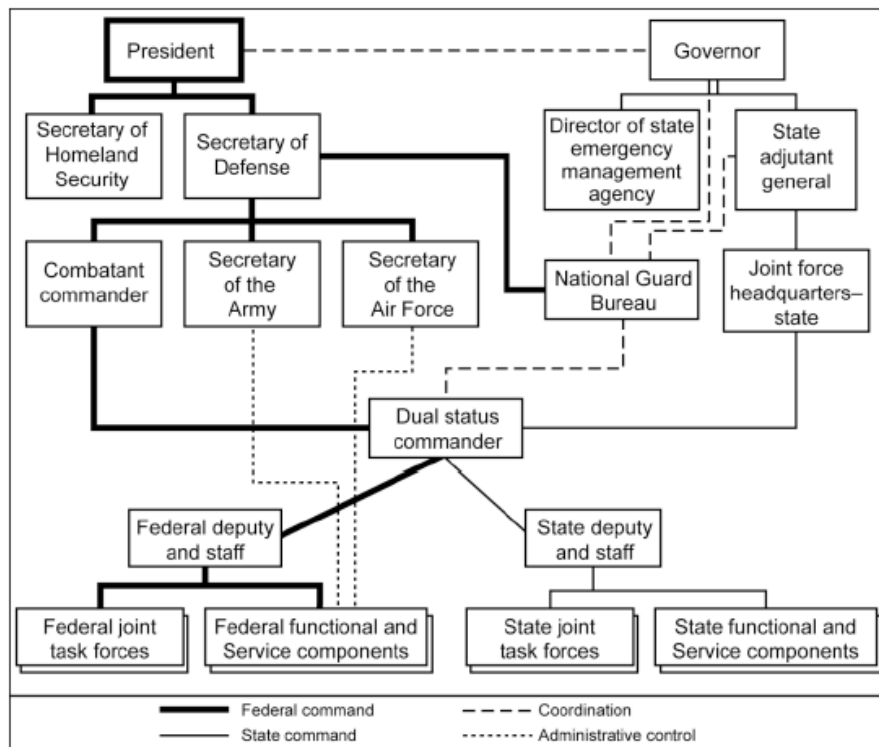 President
Governor
Secretary of
Homeland
Security
Secretary of
Defense
Director of state
emergency
management
agency
State
adjutant
general
Combatant
commander
Secretary
of the
Army
Secretary
of the
Air Force
National Guard
Bureau
Joint force
headquarters–
state
Dual status
commander
Federal deputy
and staff
State deputy
and staff
Federal joint
task forces
Federal functional and
Service components
State joint
task forces
State functional and
Service components
Federal command
Coordination
State command
Administrative control